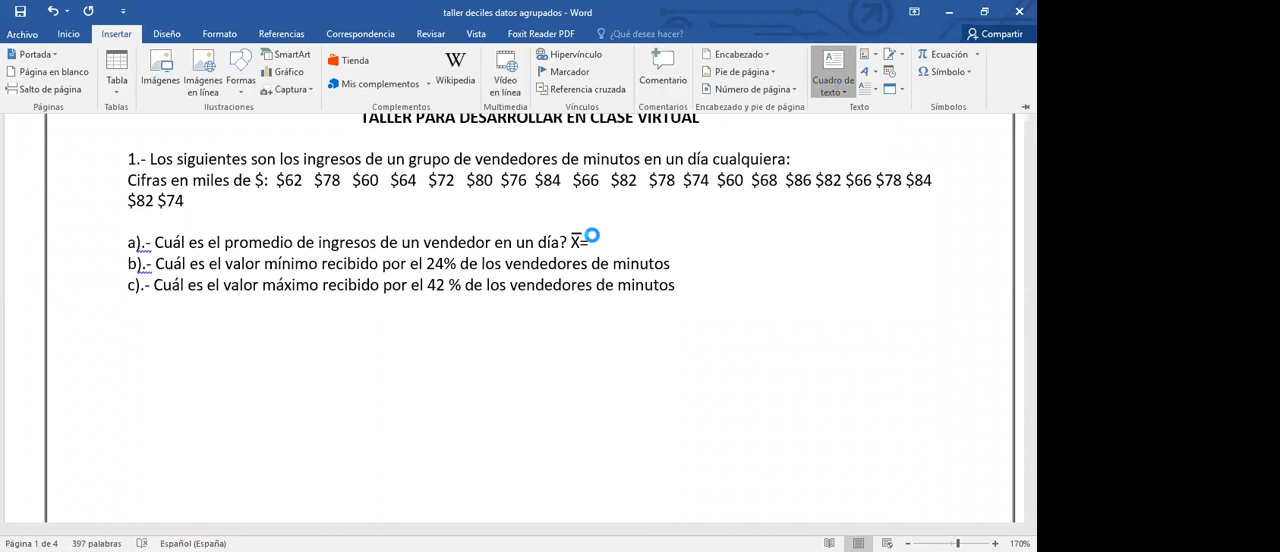 taller deciles datos agrupados - Word
Archivo Inicio Insertar Diseño Formato Referencias Correspondencia Revisar Vista Foxit Reader PDF ¿Qué desea hacer? Compartir
Portada
Página en blanco
Salto de página
Páginas
Tabla
Tablas
Imágenes
Imágenes en línea
Formas
SmartArt
Gráfico
Captura
Ilustraciones
Tienda
Mis complementos
W
Wikipedia
Complementos
Vídeo en línea
Multimedia
Hipervínculo
Marcador
Referencia cruzada
Vínculos
Comentario
Comentarios
Encabezado
Pie de página
Número de página
Encabezado y pie de página
Cuadro de texto
Texto
Ecuación
Símbolo
Símbolos
TALLER PARA DESARROLLAR EN CLASE VIRTUAL
1.- Los siguientes son los ingresos de un grupo de vendedores de minutos en un día cualquiera:
Cifras en miles de $: $62 $78 $60 $64 $72 $80 $76 $84 $66 $82 $78 $74 $60 $68 $86 $82 $66 $78 $84
$82 $74
a).- Cuál es el promedio de ingresos de un vendedor en un día? X̅=
b).- Cuál es el valor mínimo recibido por el 24% de los vendedores de minutos
c).- Cuál es el valor máximo recibido por el 42 % de los vendedores de minutos
Página 1 de 4 397 palabras Español (España) 170%